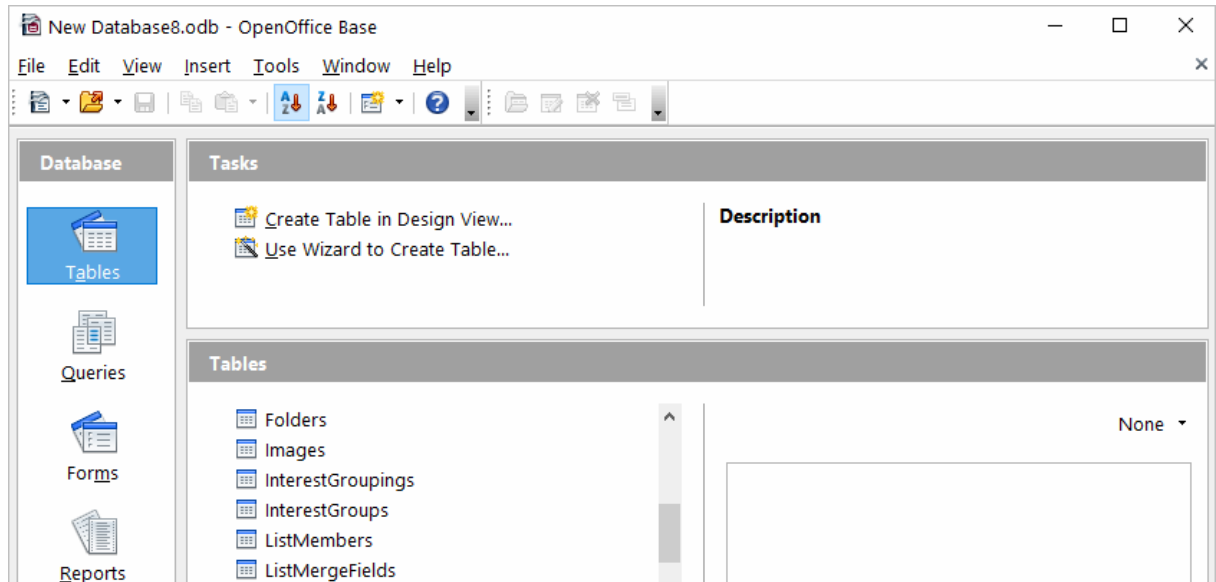 New Database8.odb - OpenOffice Base
File Edit View Insert Tools Window Help
Database
Tables
Queries
Forms
Reports
Tasks
Create Table in Design View...
Use Wizard to Create Table...
Description
Tables
Folders
Images
InterestGroupings
InterestGroups
ListMembers
ListMergeFields
None